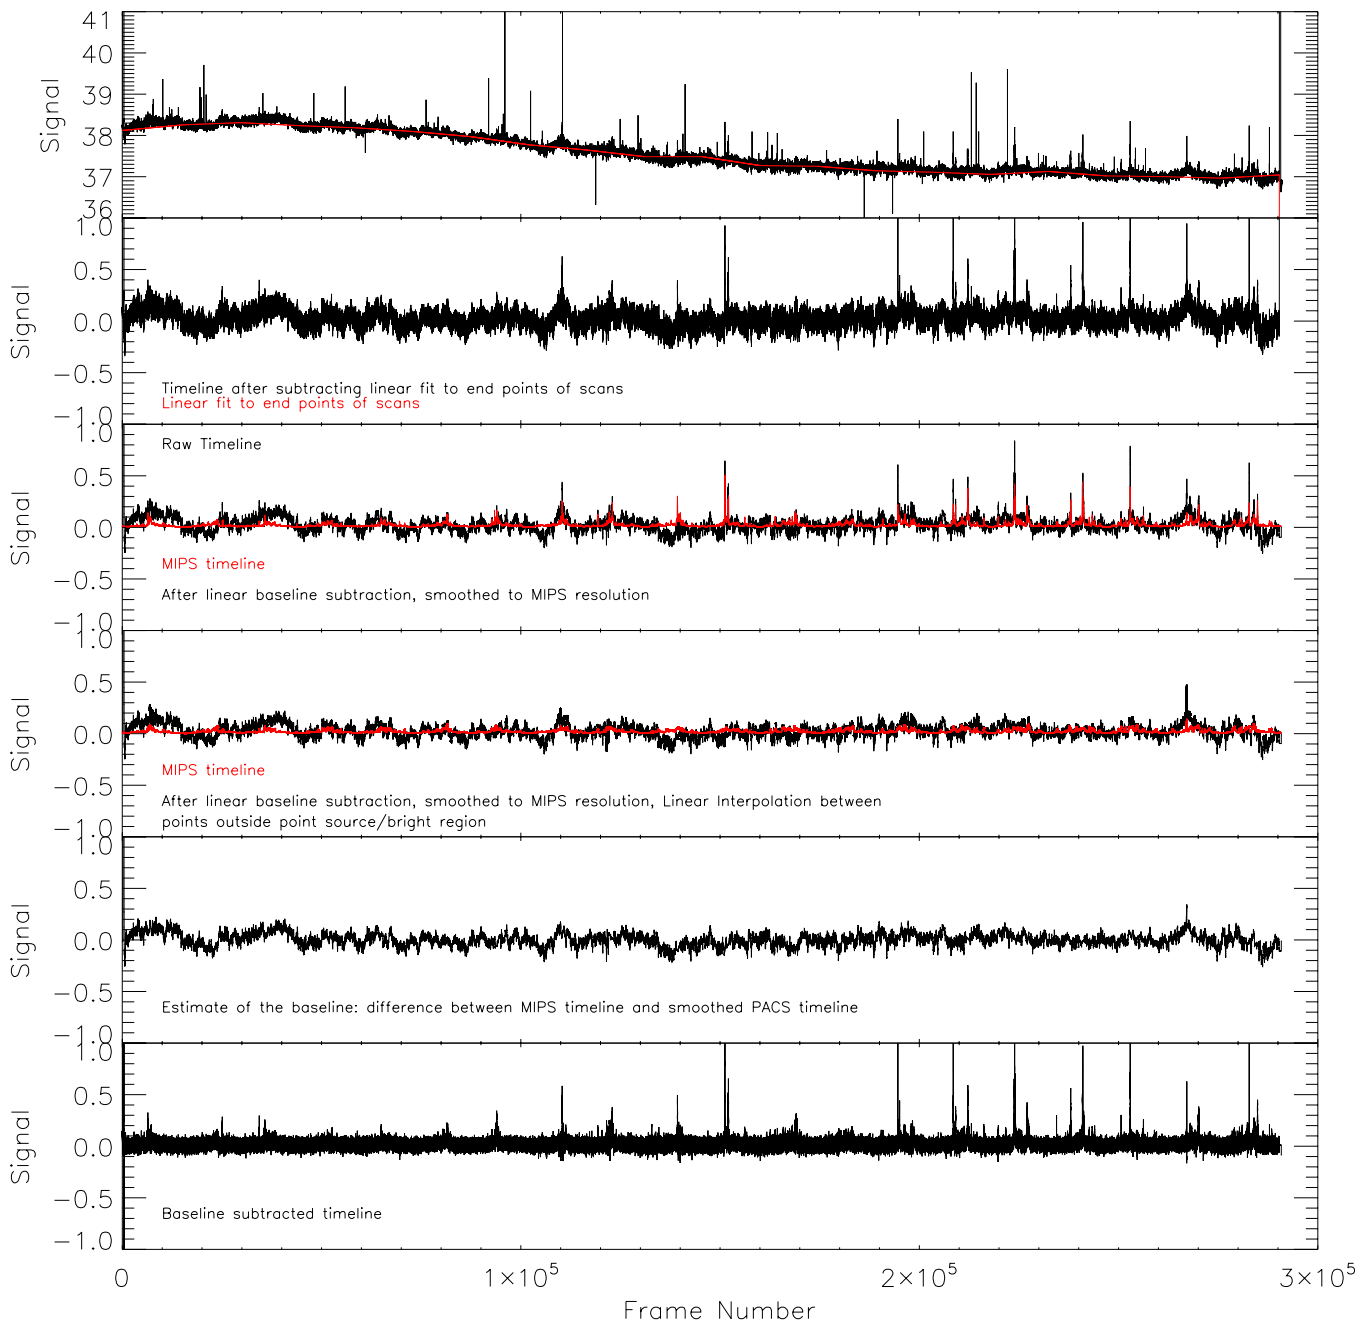 41
40
39
38
37
36
Signal
1.0
0.5
0.0
−0.5
−1.0
Signal
Timeline after subtracting linear fit to end points of scans
Linear fit to end points of scans
1.0
0.5
0.0
−0.5
−1.0
Signal
Raw Timeline
MIPS timeline
After linear baseline subtraction, smoothed to MIPS resolution
1.0
0.5
0.0
−0.5
−1.0
Signal
MIPS timeline
After linear baseline subtraction, smoothed to MIPS resolution, Linear Interpolation between
points outside point source/bright region
1.0
0.5
0.0
−0.5
−1.0
Signal
Estimate of the baseline: difference between MIPS timeline and smoothed PACS timeline
1.0
0.5
0.0
−0.5
−1.0
Signal
Baseline subtracted timeline
0 1×10⁵ 2×10⁵ 3×10⁵
Frame Number